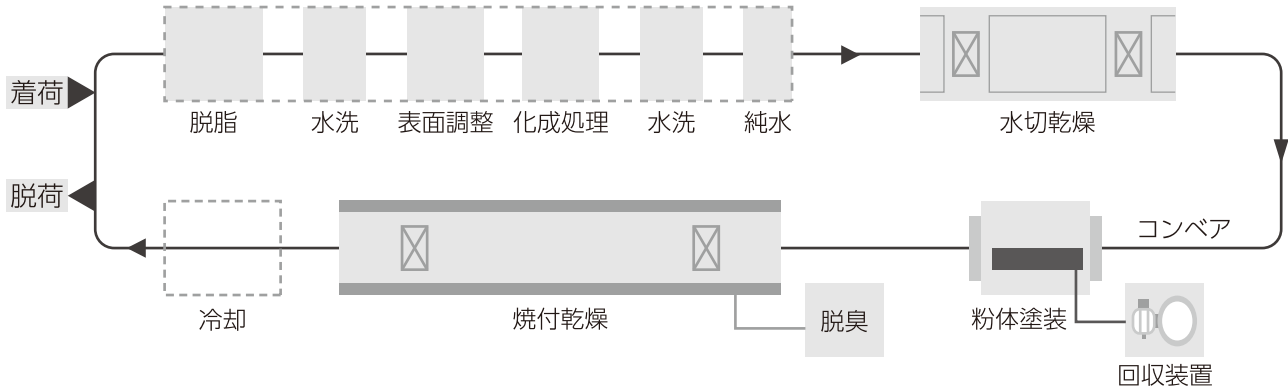 着荷
脱脂
水洗
表面調整
化成処理
水洗
純水
水切乾燥
脱荷
コンベア
冷却
焼付乾燥
脱臭
粉体塗装
回収装置